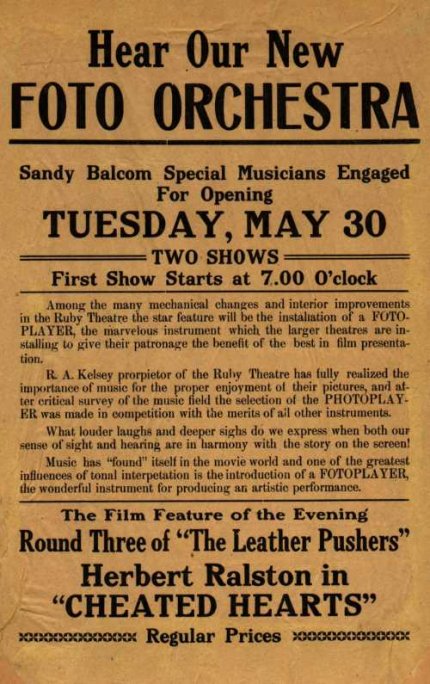 Hear Our New
FOTO ORCHESTRA
Sandy Balcom Special Musicians Engaged
For Opening
TUESDAY, MAY 30
TWO SHOWS
First Show Starts at 7.00 O'clock
Among the many mechanical changes and interior improvements
in the Ruby Theatre the star feature will be the installation of a FOTO-
PLAYER, the marvelous instrument which the larger theatres are in-
stalling to give their patronage the benefit of the best in film presenta-
tion.
R. A. Kelsey prorpietor of the Ruby Theatre has fully realized the
importance of music for the proper enjoyment of their pictures, and af-
ter critical survey of the music field the selection of the PHOTOPLAY-
ER was made in competition with the merits of all other instruments.
What louder laughs and deeper sighs do we express when both our
sense of sight and hearing are in harmony with the story on the screen!
Music has "found" itself in the movie world and one of the greatest
influences of tonal interpetation is the introduction of a FOTOPLAYER,
the wonderful instrument for producing an artistic performance.
The Film Feature of the Evening
Round Three of "The Leather Pushers"
Herbert Ralston in
"CHEATED HEARTS"
Regular Prices